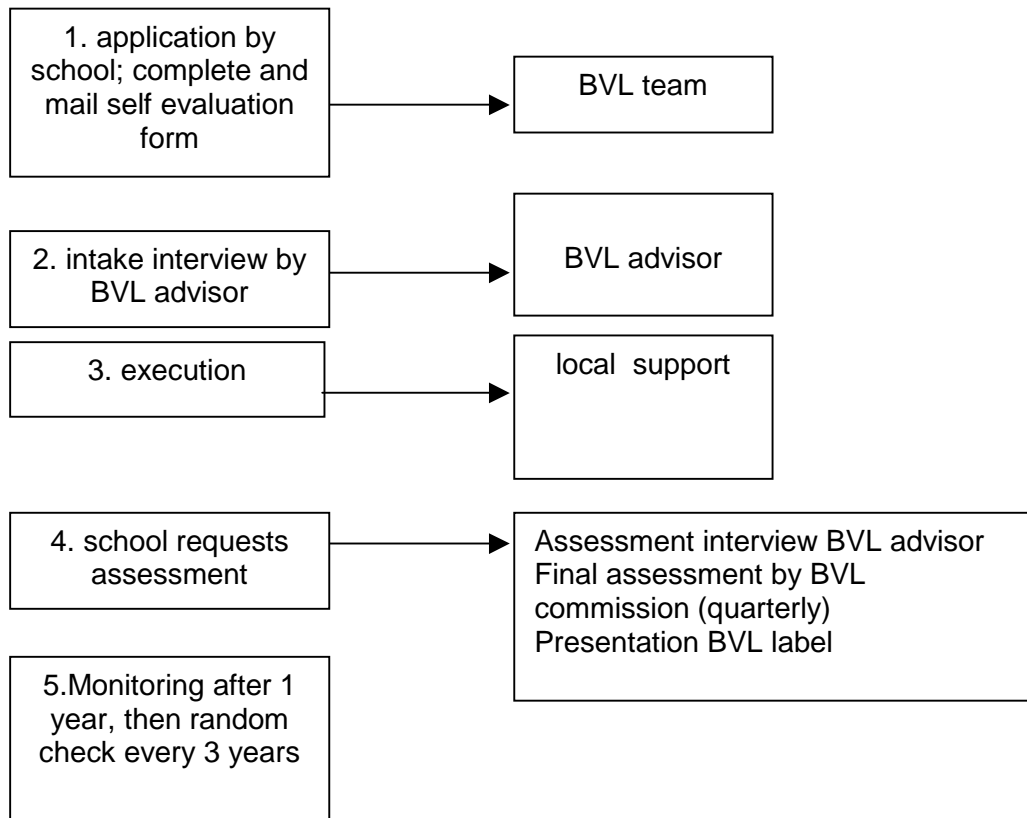 1. application by
school; complete and
mail self evaluation
form
BVL team
2. intake interview by
BVL advisor
BVL advisor
3. execution
local support
4. school requests
assessment
Assessment interview BVL advisor
Final assessment by BVL
commission (quarterly)
Presentation BVL label
5.Monitoring after 1
year, then random
check every 3 years